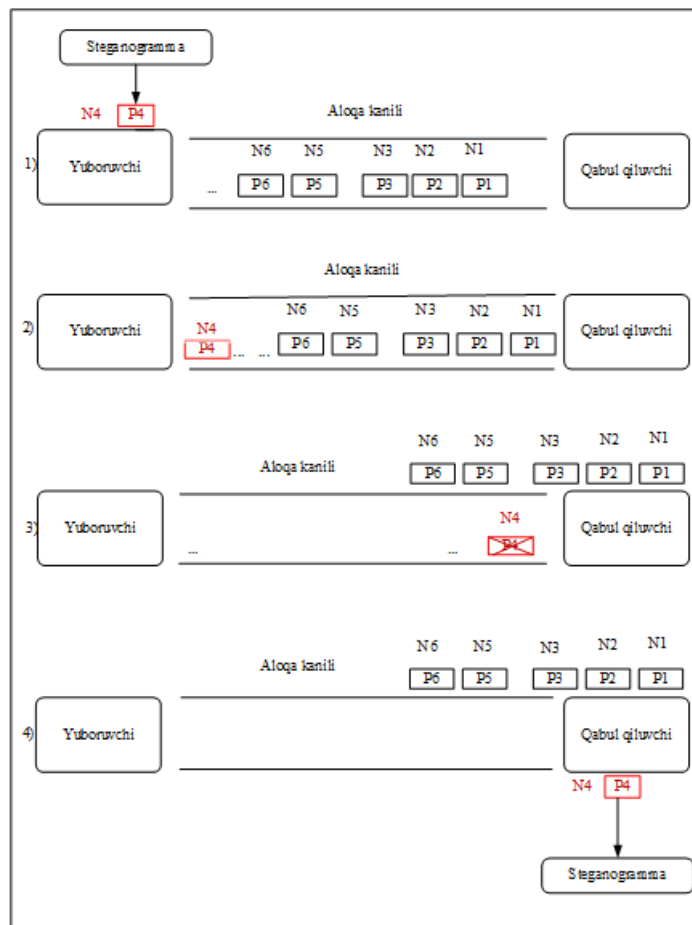 Steganogramma
N4 P4
Aloqa kanili
1) Yuboruvchi
N6 N5 N3 N2 N1
... P6 P5 P3 P2 P1
Qabul qiluvchi
Aloqa kanili
2) Yuboruvchi
N6 N5 N3 N2 N1
N4
P4 ... ... P6 P5 P3 P2 P1
Qabul qiluvchi
N6 N5 N3 N2 N1
Aloqa kanili
P6 P5 P3 P2 P1
3) Yuboruvchi
N4
... ... P4
Qabul qiluvchi
N6 N5 N3 N2 N1
Aloqa kanili
P6 P5 P3 P2 P1
4) Yuboruvchi
Qabul qiluvchi
N4 P4
Steganogramma